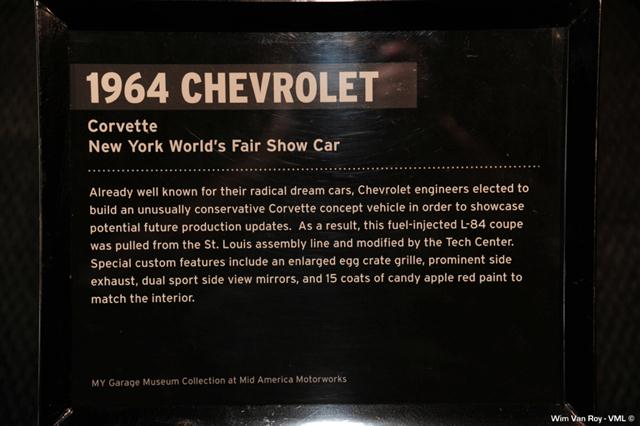 1964 CHEVROLET
Corvette
New York World's Fair Show Car
Already well known for their radical dream cars, Chevrolet engineers elected to
build an unusually conservative Corvette concept vehicle in order to showcase
potential future production updates. As a result, this fuel-injected L-84 coupe
was pulled from the St. Louis assembly line and modified by the Tech Center.
Special custom features include an enlarged egg crate grille, prominent side
exhaust, dual sport side view mirrors, and 15 coats of candy apple red paint to
match the interior.
MY Garage Museum Collection at Mid America Motorworks
Wim Van Roy - VML ©